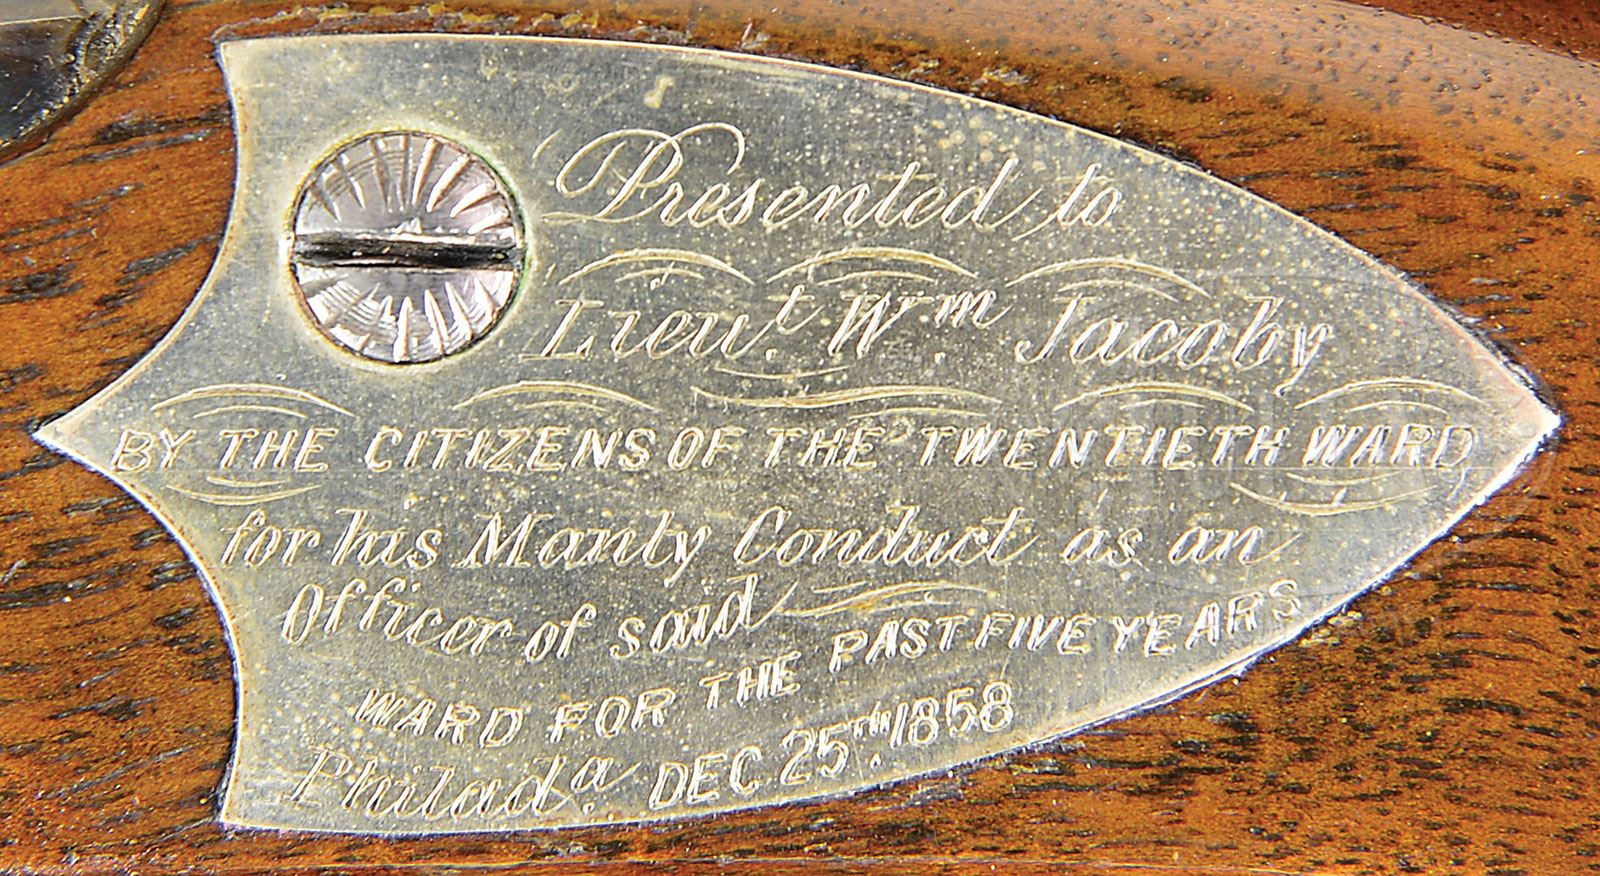 Presented to
Lieut. Wm. Jacoby
BY THE CITIZENS OF THE TWENTIETH WARD
for his Manly Conduct as an
Officer of said
WARD FOR THE PAST FIVE YEARS
Philada. DEC 25TH. 1858